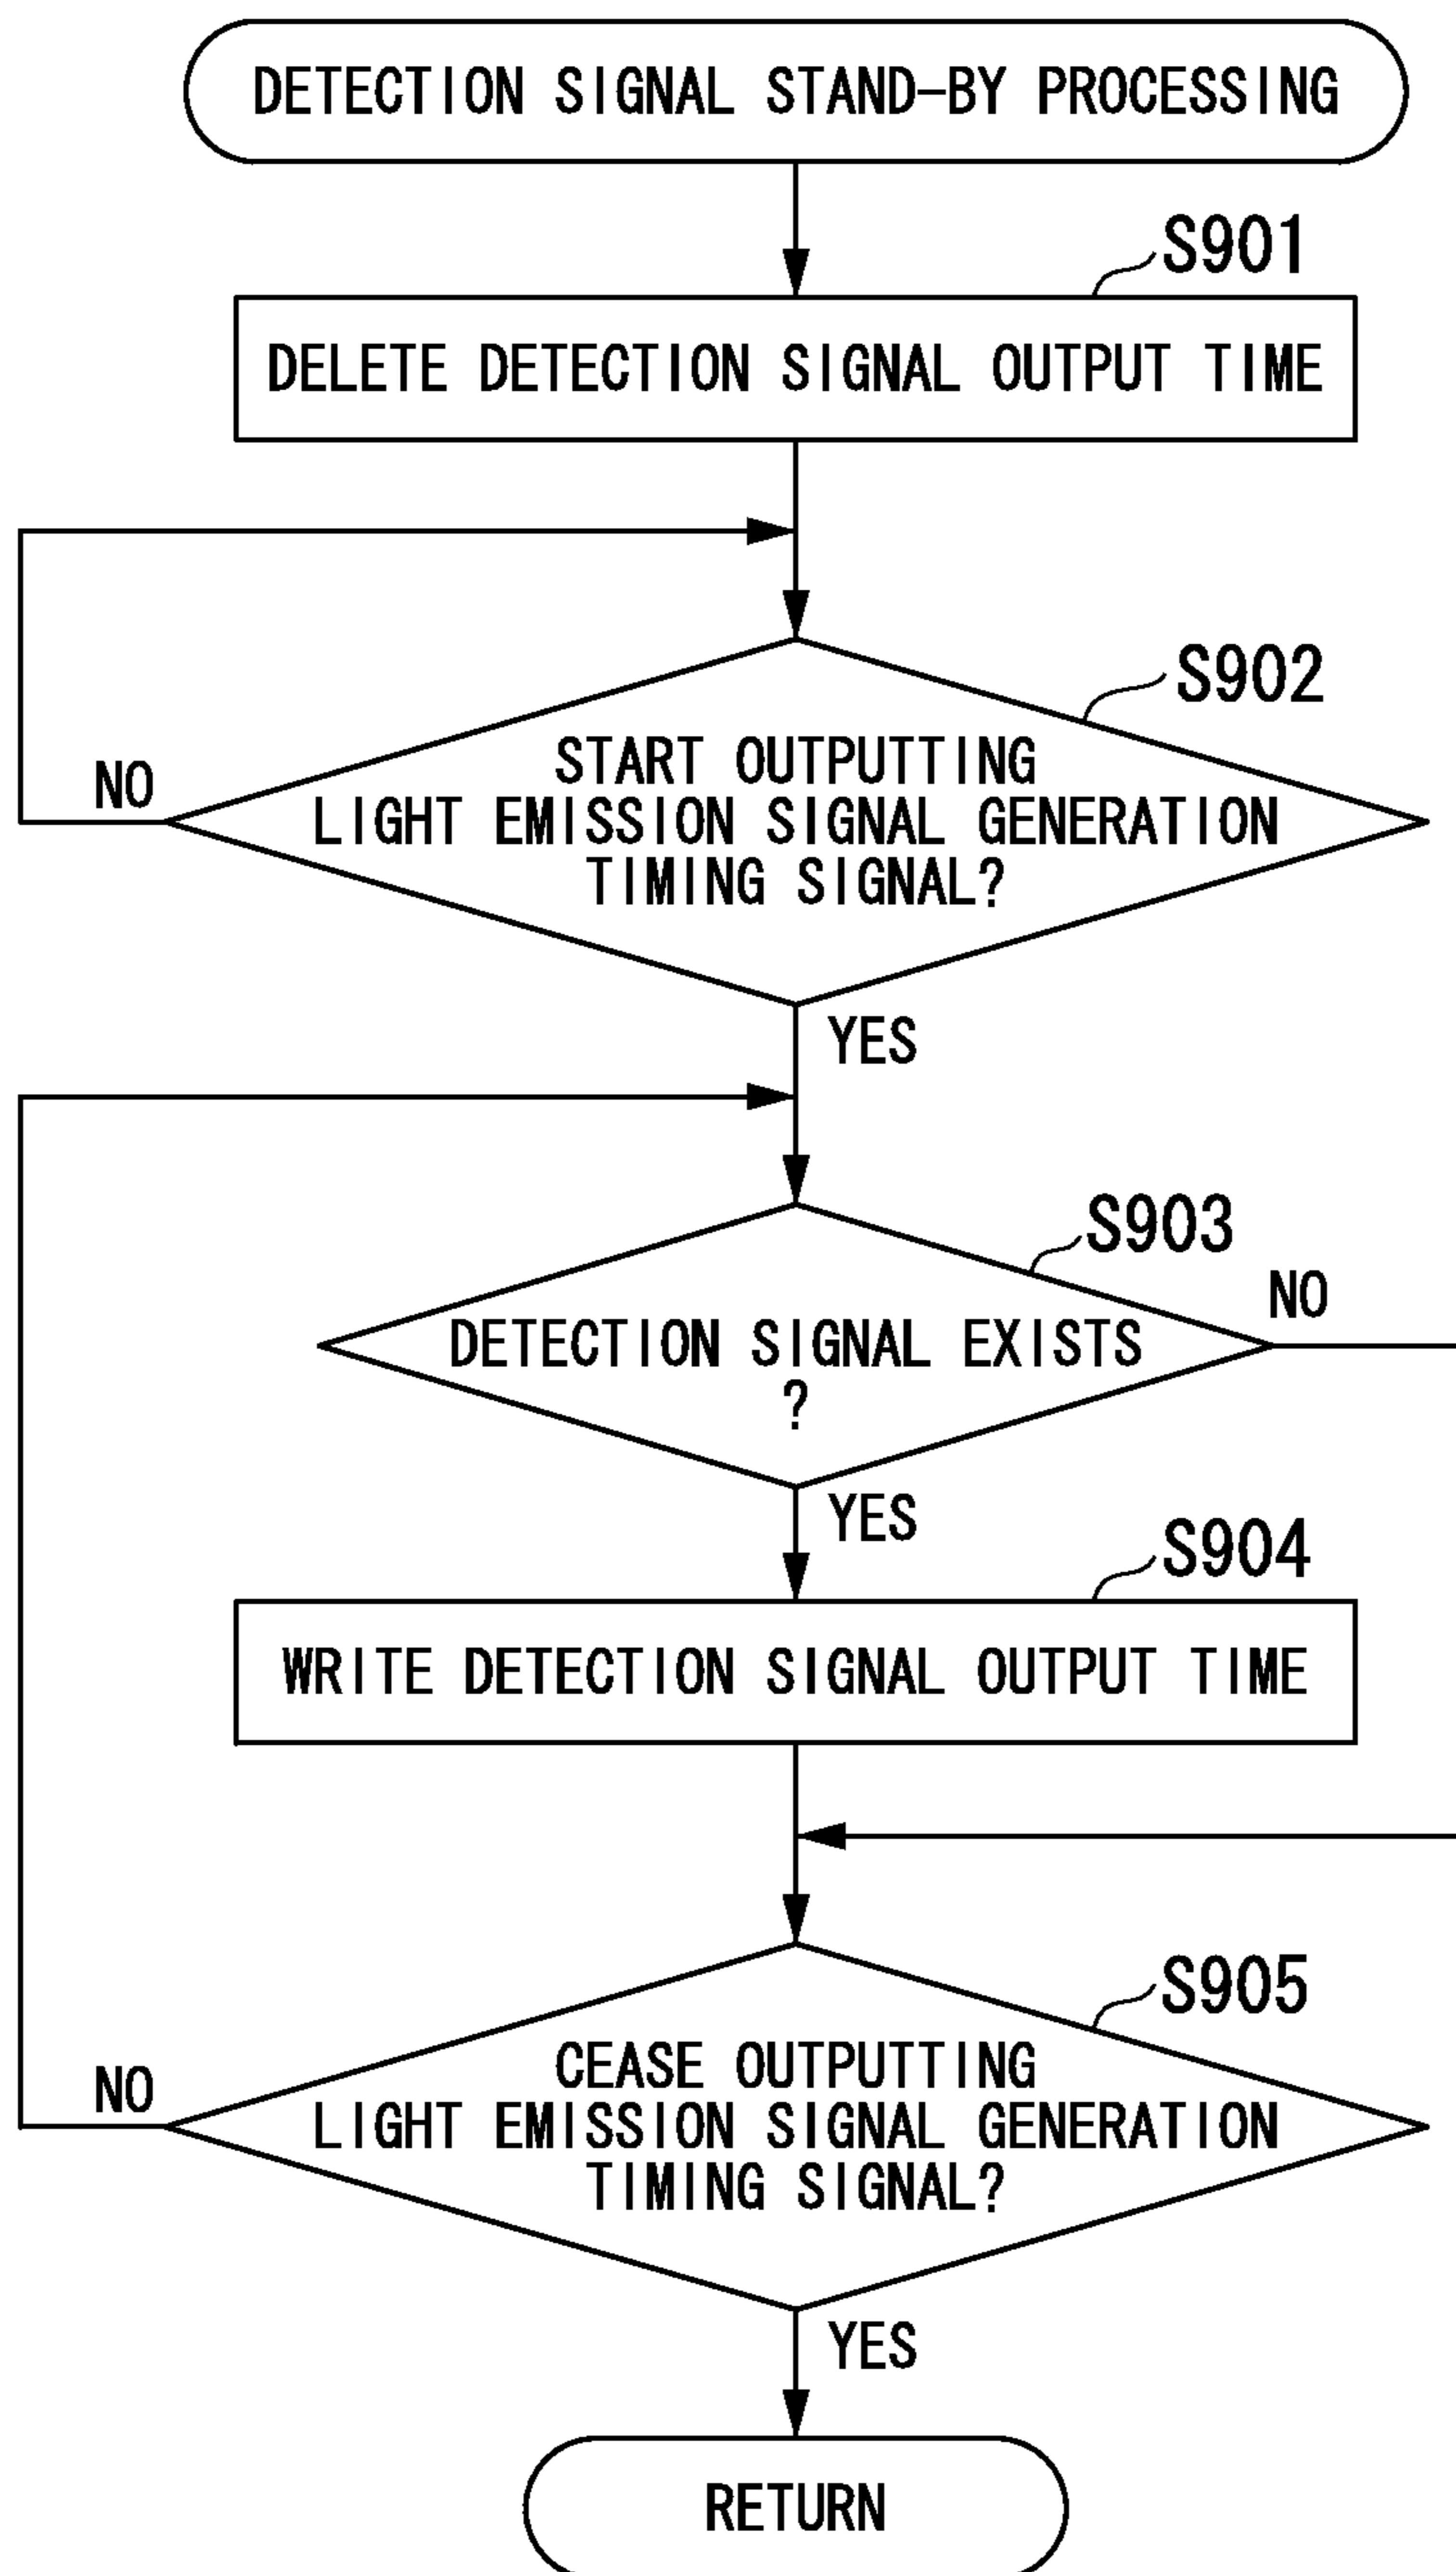 DETECTION SIGNAL STAND-BY PROCESSING
S901
DELETE DETECTION SIGNAL OUTPUT TIME
S902
START OUTPUTTING
LIGHT EMISSION SIGNAL GENERATION
TIMING SIGNAL?
NO
YES
S903
DETECTION SIGNAL EXISTS
?
NO
YES
S904
WRITE DETECTION SIGNAL OUTPUT TIME
S905
CEASE OUTPUTTING
LIGHT EMISSION SIGNAL GENERATION
TIMING SIGNAL?
NO
YES
RETURN